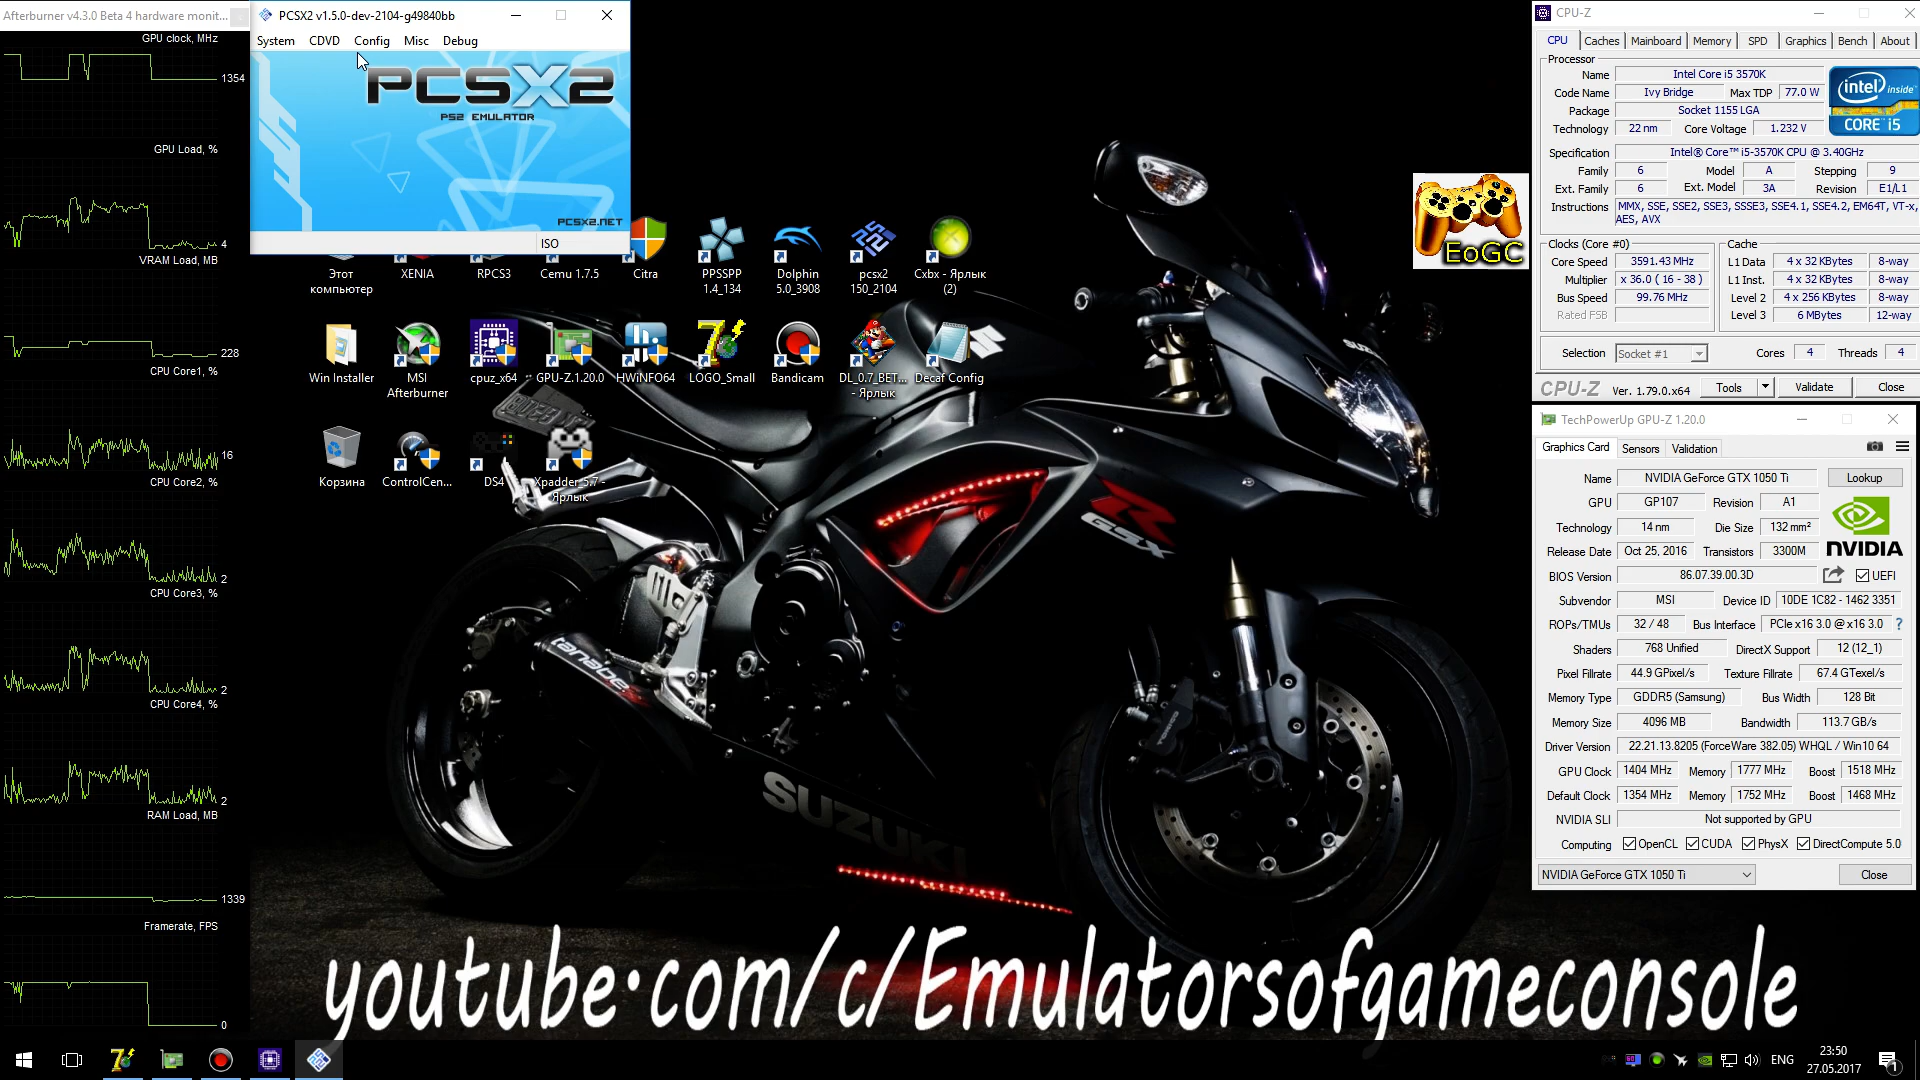 Afterburner v4.3.0 Beta 4 hardware monit...
GPU clock, MHz
1354
GPU Load, %
4
VRAM Load, MB
228
CPU Core1, %
16
CPU Core2, %
2
CPU Core3, %
2
CPU Core4, %
2
RAM Load, MB
1339
Framerate, FPS
0
PCSX2 v1.5.0-dev-2104-g49840bb
System CDVD Config Misc Debug
PCSX2
PS2 EMULATOR
PCSX2.NET
ISO
Этот компьютер
XENIA
RPCS3
Cemu 1.7.5
Citra
PPSSPP 1.4_134
Dolphin 5.0_3908
pcsx2 150_2104
Cxbx - Ярлык (2)
Win Installer
MSI Afterburner
cpuz_x64
GPU-Z.1.20.0
HWiNFO64
LOGO_Small
Bandicam
DL_0.7_BET... - Ярлык
Decaf Config
Корзина
ControlCen...
DS4
Xpadder_5.7 - Ярлык
EoGC
SUZUKI
GSX
R
SUZUKI
youtube.com/c/Emulatorsofgameconsole
CPU-Z
CPU Caches Mainboard Memory SPD Graphics Bench About
Processor
Name Intel Core i5 3570K
Code Name Ivy Bridge Max TDP 77.0 W
Package Socket 1155 LGA
Technology 22 nm Core Voltage 1.232 V
intel inside™
CORE i5
Specification Intel® Core™ i5-3570K CPU @ 3.40GHz
Family 6 Model A Stepping 9
Ext. Family 6 Ext. Model 3A Revision E1/L1
Instructions MMX, SSE, SSE2, SSE3, SSSE3, SSE4.1, SSE4.2, EM64T, VT-x, AES, AVX
Clocks (Core #0)
Core Speed 3591.43 MHz
Multiplier x 36.0 ( 16 - 38 )
Bus Speed 99.76 MHz
Rated FSB
Cache
L1 Data 4 x 32 KBytes 8-way
L1 Inst. 4 x 32 KBytes 8-way
Level 2 4 x 256 KBytes 8-way
Level 3 6 MBytes 12-way
Selection Socket #1 Cores 4 Threads 4
CPU-Z Ver. 1.79.0.x64 Tools Validate Close
TechPowerUp GPU-Z 1.20.0
Graphics Card Sensors Validation
Name NVIDIA GeForce GTX 1050 Ti Lookup
GPU GP107 Revision A1
Technology 14 nm Die Size 132 mm²
Release Date Oct 25, 2016 Transistors 3300M
NVIDIA
BIOS Version 86.07.39.00.3D UEFI
Subvendor MSI Device ID 10DE 1C82 - 1462 3351
ROPs/TMUs 32 / 48 Bus Interface PCIe x16 3.0 @ x16 3.0 ?
Shaders 768 Unified DirectX Support 12 (12_1)
Pixel Fillrate 44.9 GPixel/s Texture Fillrate 67.4 GTexel/s
Memory Type GDDR5 (Samsung) Bus Width 128 Bit
Memory Size 4096 MB Bandwidth 113.7 GB/s
Driver Version 22.21.13.8205 (ForceWare 382.05) WHQL / Win10 64
GPU Clock 1404 MHz Memory 1777 MHz Boost 1518 MHz
Default Clock 1354 MHz Memory 1752 MHz Boost 1468 MHz
NVIDIA SLI Not supported by GPU
Computing OpenCL CUDA PhysX DirectCompute 5.0
NVIDIA GeForce GTX 1050 Ti Close
ENG
23:50
27.05.2017
1